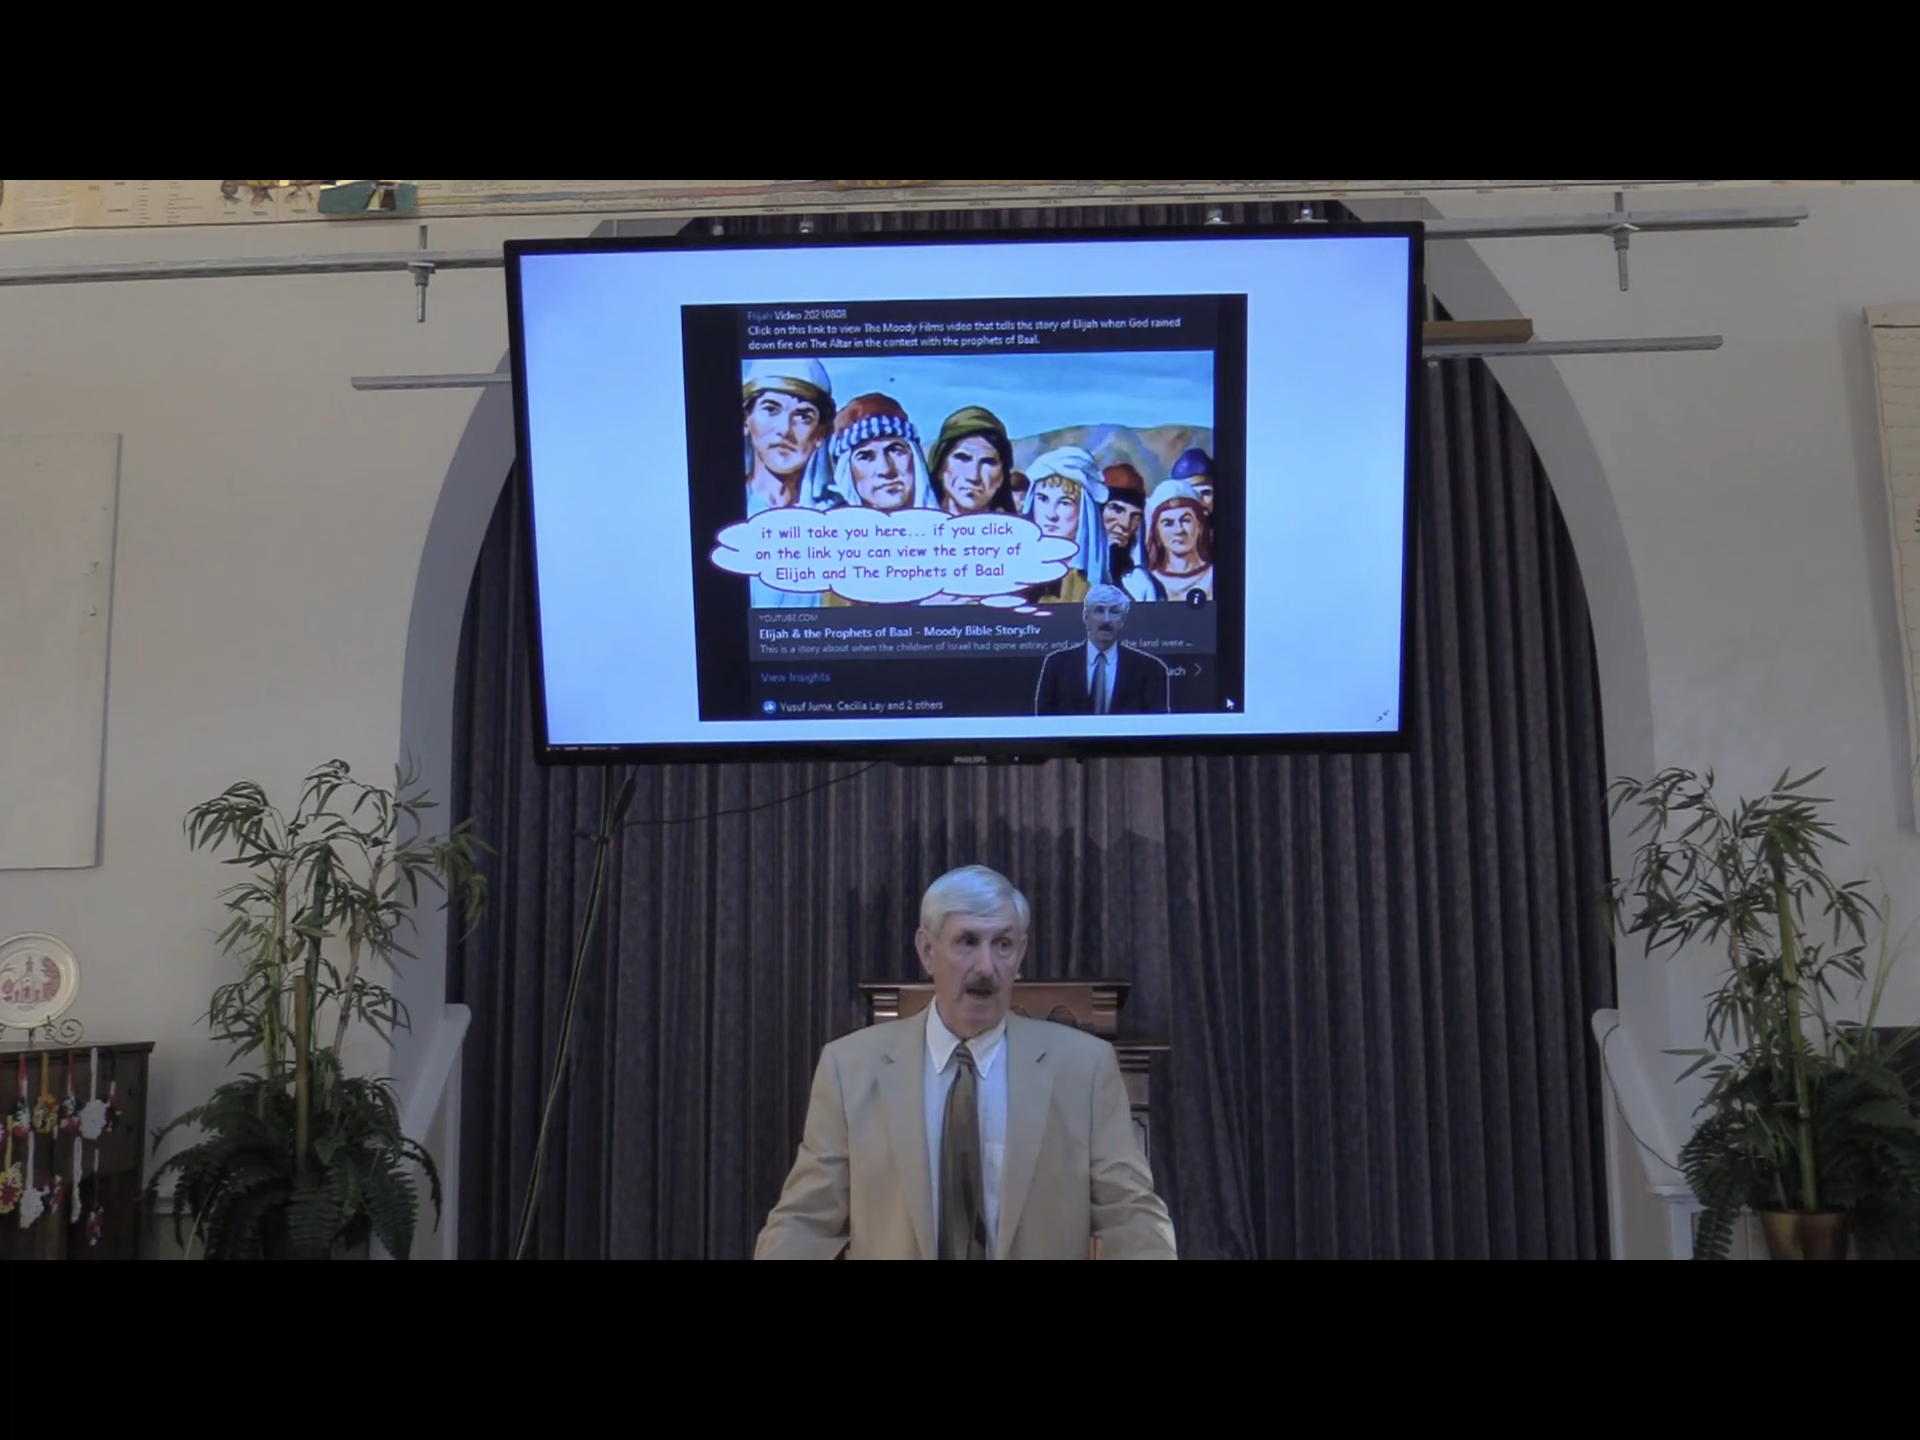 Elijah Video 20210808
Click on this link to view The Moody Films video that tells the story of Elijah when God rained
down fire on The Altar in the contest with the prophets of Baal.
it will take you here... if you click
on the link you can view the story of
Elijah and The Prophets of Baal
YOUTUBE.COM
Elijah & the Prophets of Baal - Moody Bible Story.flv
This is a story about when the children of Israel had gone astray; and the land were ...
View Insights
Yusuf Juma, Cecilia Lay and 2 others
PHILIPS